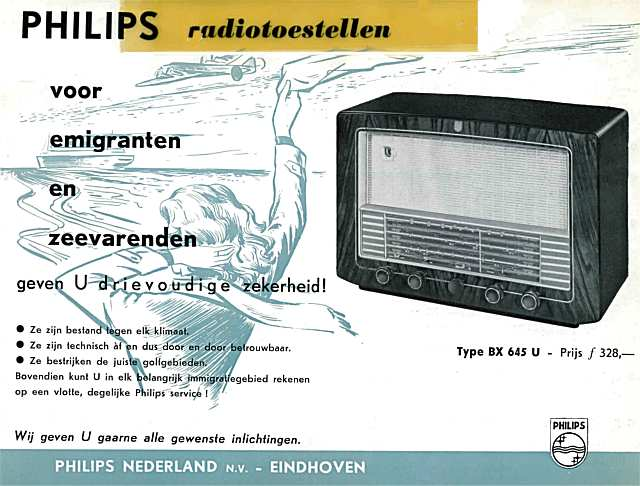 PHILIPS radiotoestellen
voor
emigranten
en
zeevarenden
geven U drievoudige zekerheid!
● Ze zijn bestand tegen elk klimaat.
● Ze zijn technisch àf en dus door en door betrouwbaar.
● Ze bestrijken de juiste golfgebieden.
Bovendien kunt U in elk belangrijk immigratiegebied rekenen
op een vlotte, degelijke Philips service!
Type BX 645 U - Prijs ƒ 328,—
Wij geven U gaarne alle gewenste inlichtingen.
PHILIPS
PHILIPS NEDERLAND N.V. - EINDHOVEN